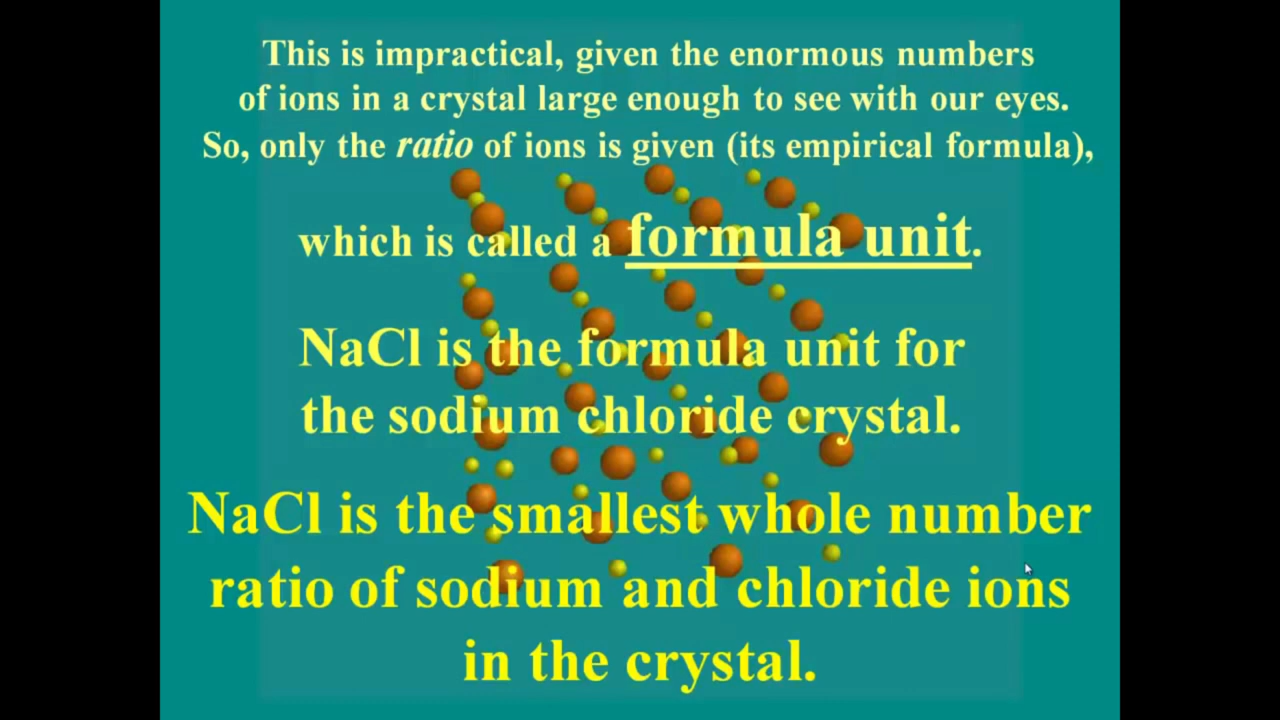 This is impractical, given the enormous numbers
of ions in a crystal large enough to see with our eyes.
So, only the ratio of ions is given (its empirical formula),
which is called a formula unit.
NaCl is the formula unit for
the sodium chloride crystal.
NaCl is the smallest whole number
ratio of sodium and chloride ions
in the crystal.